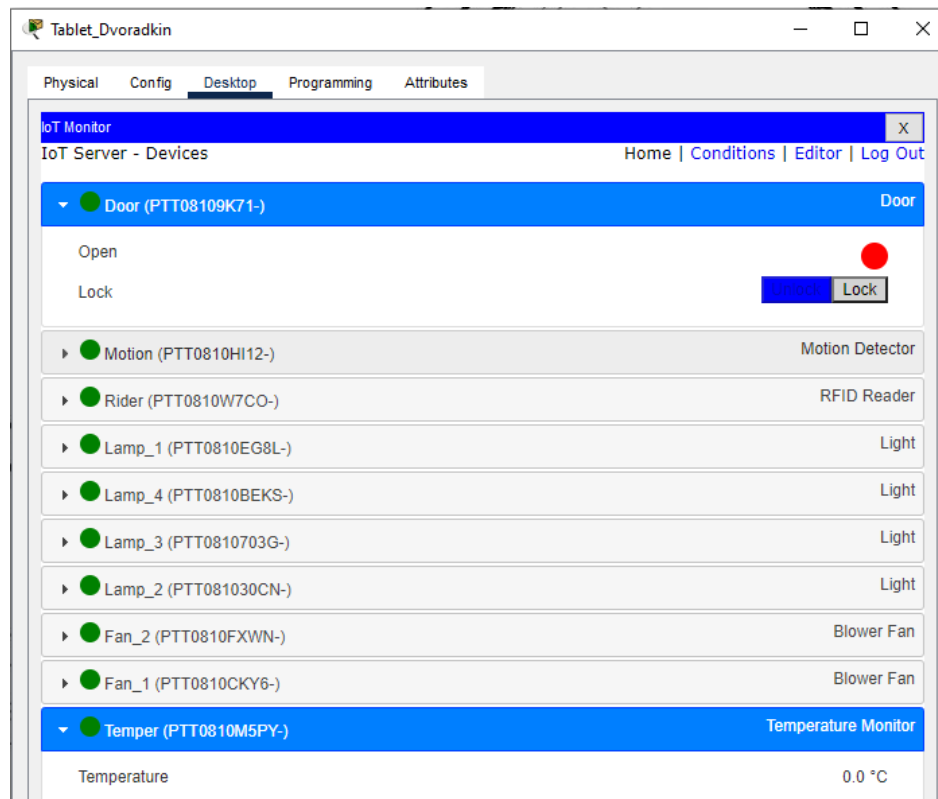 Tablet_Dvoradkin
Physical Config Desktop Programming Attributes
IoT Monitor X
IoT Server - Devices Home | Conditions | Editor | Log Out
Door (PTT08109K71-) Door
Open
Lock Unlock Lock
Motion (PTT0810HI12-) Motion Detector
Rider (PTT0810W7CO-) RFID Reader
Lamp_1 (PTT0810EG8L-) Light
Lamp_4 (PTT0810BEKS-) Light
Lamp_3 (PTT0810703G-) Light
Lamp_2 (PTT081030CN-) Light
Fan_2 (PTT0810FXWN-) Blower Fan
Fan_1 (PTT0810CKY6-) Blower Fan
Temper (PTT0810M5PY-) Temperature Monitor
Temperature 0.0 °C